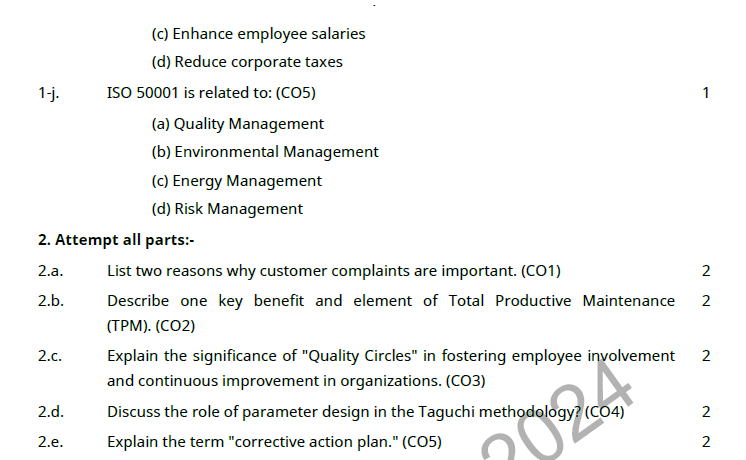 (c) Enhance employee salaries
(d) Reduce corporate taxes
1-j. ISO 50001 is related to: (CO5) 1
(a) Quality Management
(b) Environmental Management
(c) Energy Management
(d) Risk Management
2. Attempt all parts:-
2.a. List two reasons why customer complaints are important. (CO1) 2
2.b. Describe one key benefit and element of Total Productive Maintenance 2
(TPM). (CO2)
2.c. Explain the significance of "Quality Circles" in fostering employee involvement 2
and continuous improvement in organizations. (CO3)
2.d. Discuss the role of parameter design in the Taguchi methodology? (CO4) 2
2.e. Explain the term "corrective action plan." (CO5) 2
2024